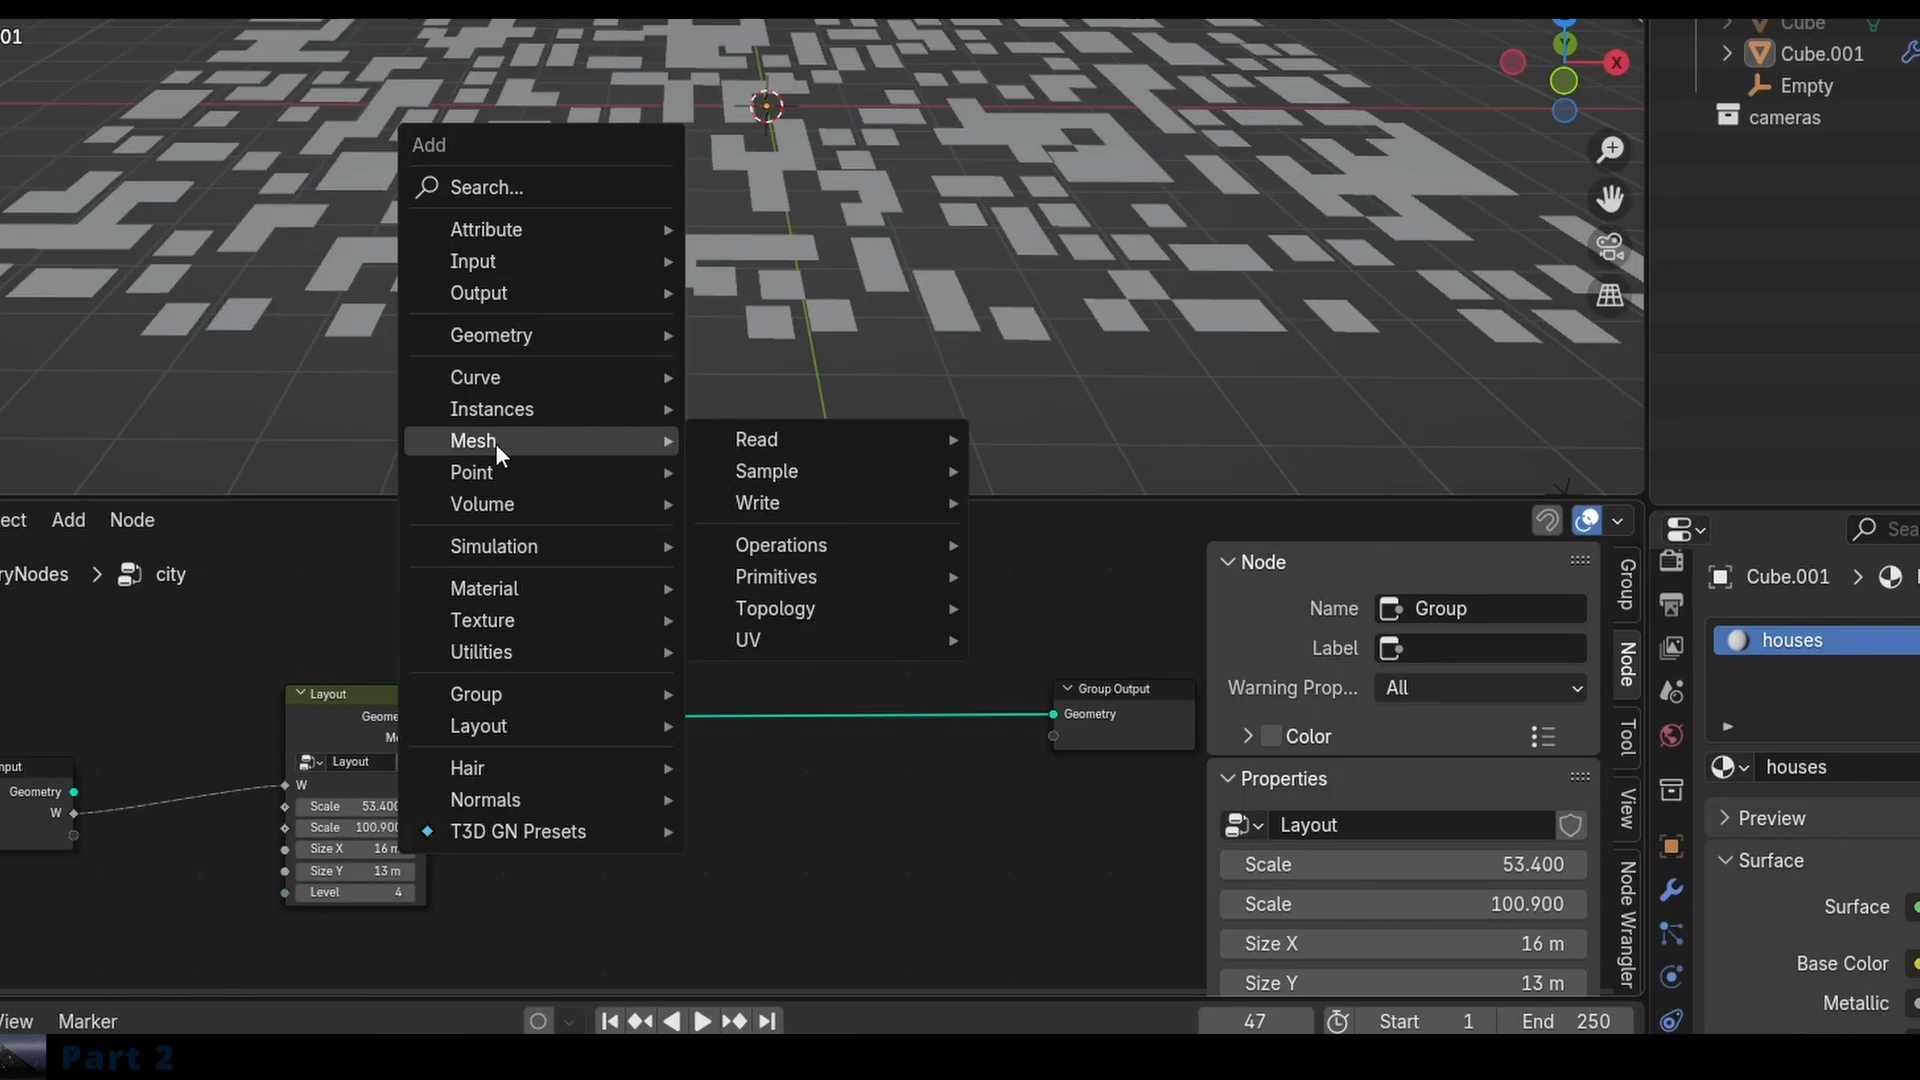 01
X
Cube
Cube.001
Empty
cameras
Add
Search...
Attribute
Input
Output
Geometry
Curve
Instances
Mesh
Point
Volume
Simulation
Material
Texture
Utilities
Group
Layout
Hair
Normals
T3D GN Presets
Read
Sample
Write
Operations
Primitives
Topology
UV
ect Add Node
ryNodes > city
nput
Geometry
W
Layout
Geome
Me
Layout
W
Scale 53.400
Scale 100.900
Size X 16 m
Size Y 13 m
Level 4
Group Output
Geometry
Node
Name Group
Label
Warning Prop... All
Color
Properties
Layout
Scale 53.400
Scale 100.900
Size X 16 m
Size Y 13 m
Group
Node
Tool
View
Node Wrangler
Sea
Cube.001 >
houses
houses
Preview
Surface
Surface
Base Color
Metallic
View Marker
47 Start 1 End 250
Part 2